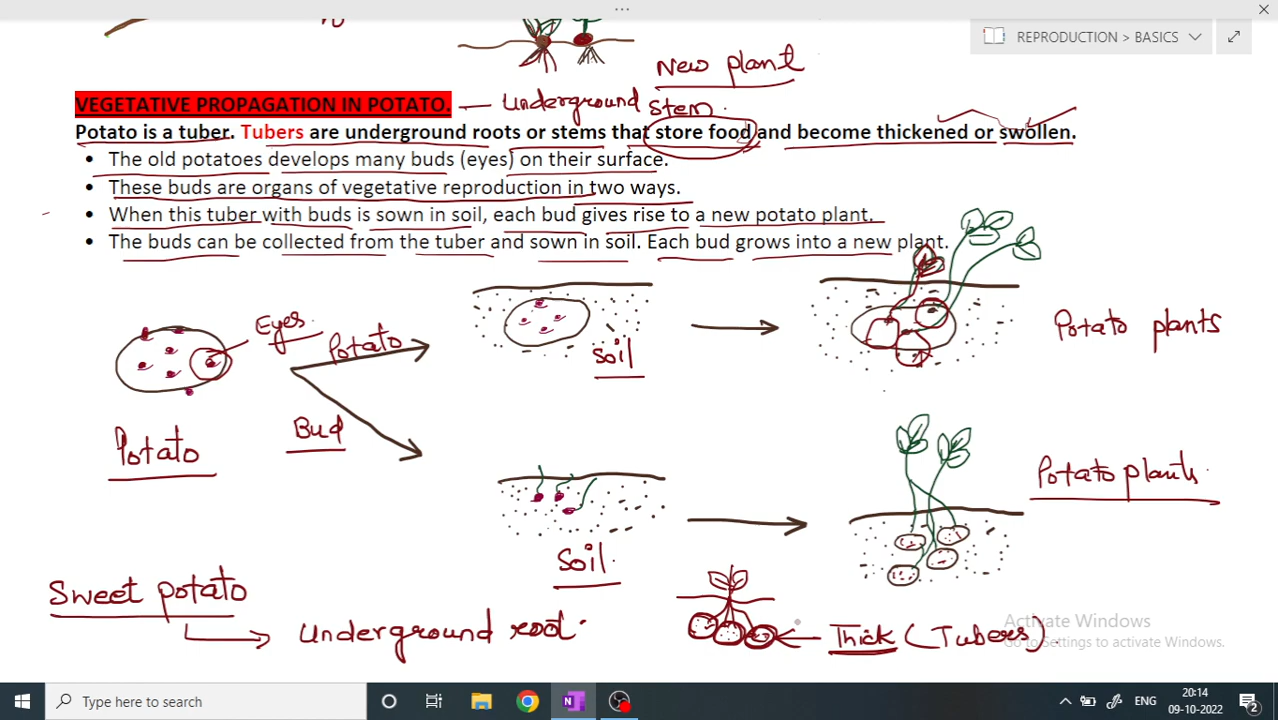 REPRODUCTION > BASICS
New plant
VEGETATIVE PROPAGATION IN POTATO. — Underground stem.
Potato is a tuber. Tubers are underground roots or stems that store food and become thickened or swollen.
• The old potatoes develops many buds (eyes) on their surface.
• These buds are organs of vegetative reproduction in two ways.
• When this tuber with buds is sown in soil, each bud gives rise to a new potato plant.
• The buds can be collected from the tuber and sown in soil. Each bud grows into a new plant.
Eyes
Potato
Soil
Potato plants
Potato
Bud
Potato plants
Soil
Sweet potato
Underground root
Thick (Tubers).
Activate Windows
Go to Settings to activate Windows.
Type here to search
ENG
20:14
09-10-2022
2